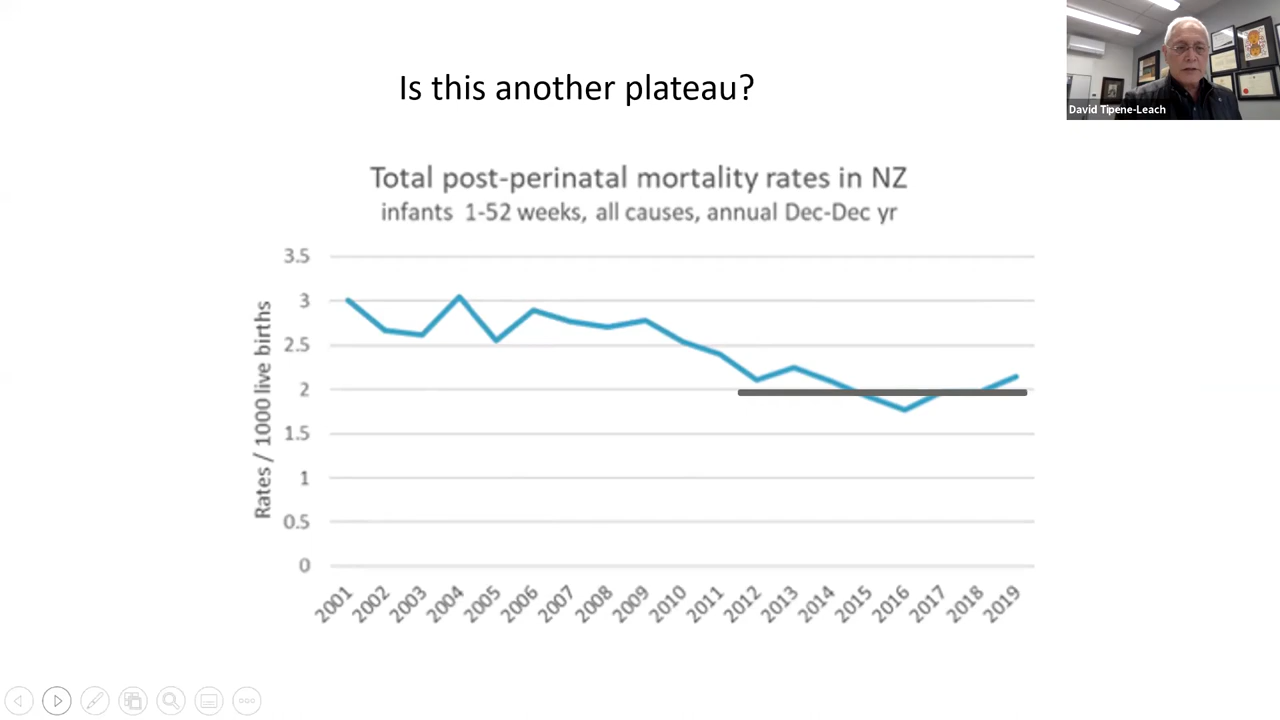 Is this another plateau?
David Tipene-Leach
Total post-perinatal mortality rates in NZ
infants 1-52 weeks, all causes, annual Dec-Dec yr
Rates / 1000 live births
3.5
3
2.5
2
1.5
1
0.5
0
2001 2002 2003 2004 2005 2006 2007 2008 2009 2010 2011 2012 2013 2014 2015 2016 2017 2018 2019